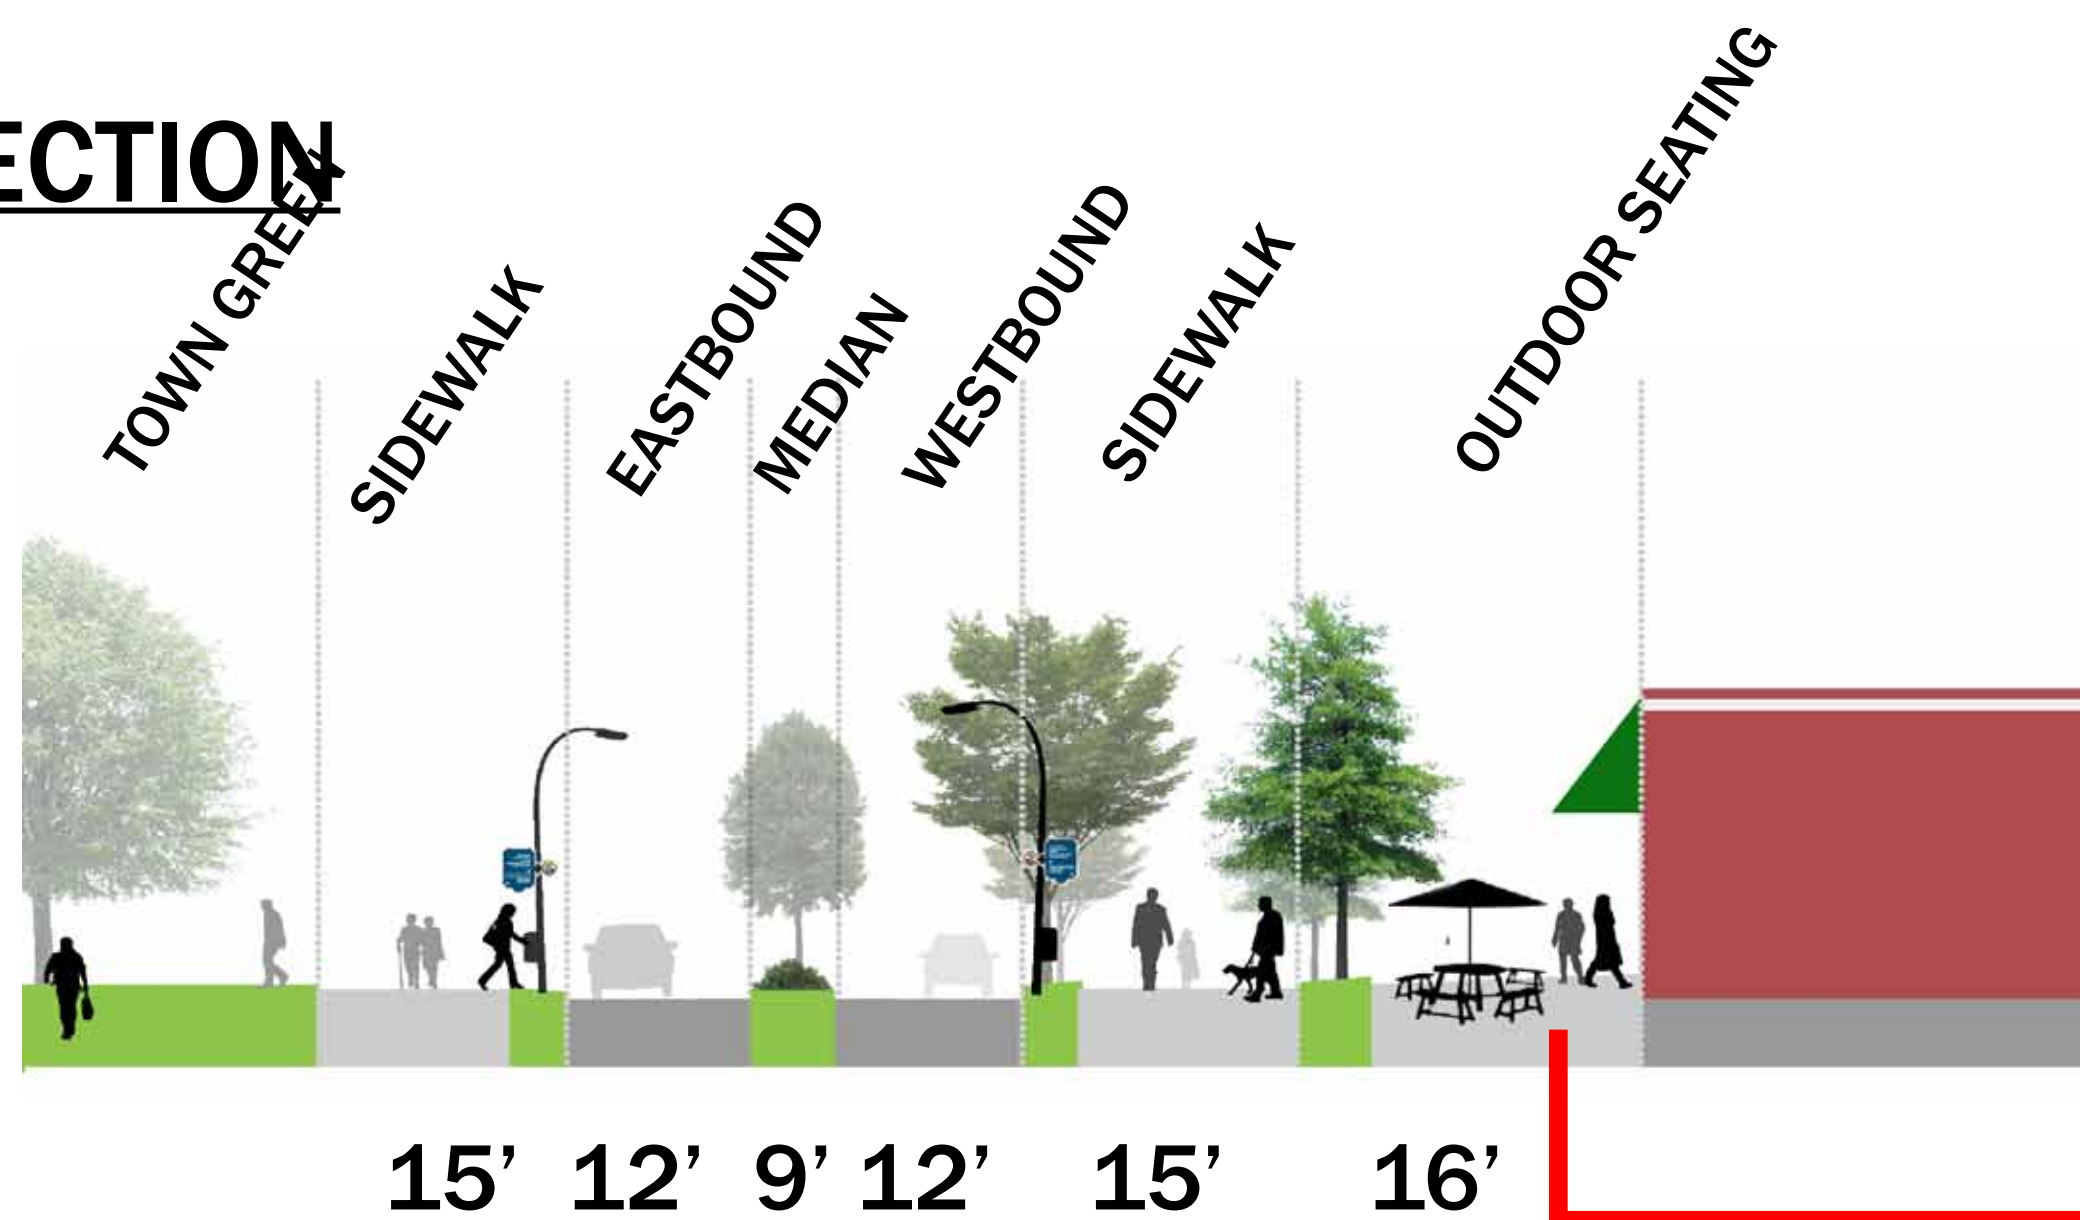 ECTION
TOWN GREEN
SIDEWALK
EASTBOUND
MEDIAN
WESTBOUND
SIDEWALK
OUTDOOR SEATING
15’ 12’ 9’ 12’ 15’ 16’